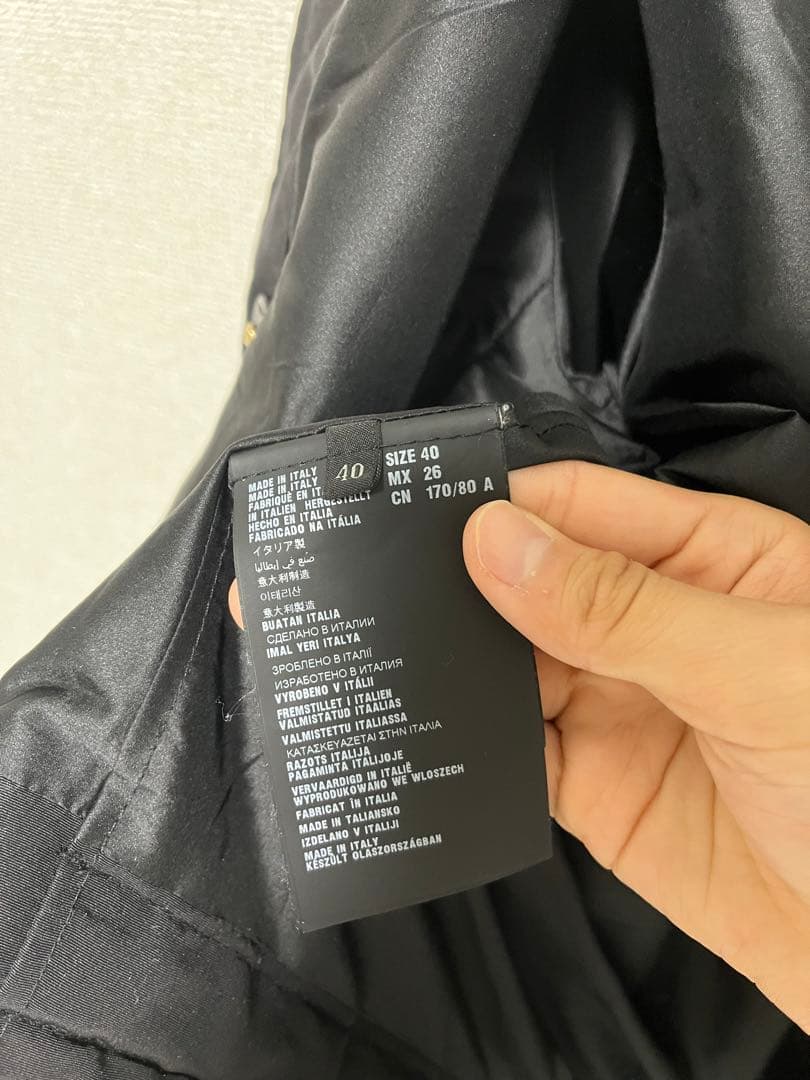 40
SIZE 40
MX 26
CN 170/80 A
MADE IN ITALY
MADE IN ITALY
FABRIQUÉ EN IT
IN ITALIEN HERGESTELLT
HECHO EN ITALIA
FABRICADO NA ITÁLIA
イタリア製
صنع في إيطاليا
意大利制造
이태리산
意大利製造
BUATAN ITALIA
СДЕЛАНО В ИТАЛИИ
IMAL YERI ITALYA
ЗРОБЛЕНО В ІТАЛІЇ
ИЗРАБОТЕНО В ИТАЛИЯ
VYROBENO V ITÁLII
FREMSTILLET I ITALIEN
VALMISTATUD ITAALIAS
VALMISTETTU ITALIASSA
ΚΑΤΑΣΚΕΥΑΖΕΤΑΙ ΣΤΗΝ ΙΤΑΛΙΑ
RAZOTS ITALIJA
PAGAMINTA ITALIJOJE
VERVAARDIGD IN ITALIË
WYPRODUKOWANO WE WLOSZECH
FABRICAT ÎN ITALIA
MADE IN TALIANSKO
IZDELANO V ITALIJI
MADE IN ITALY
KÉSZÜLT OLASZORSZÁGBAN